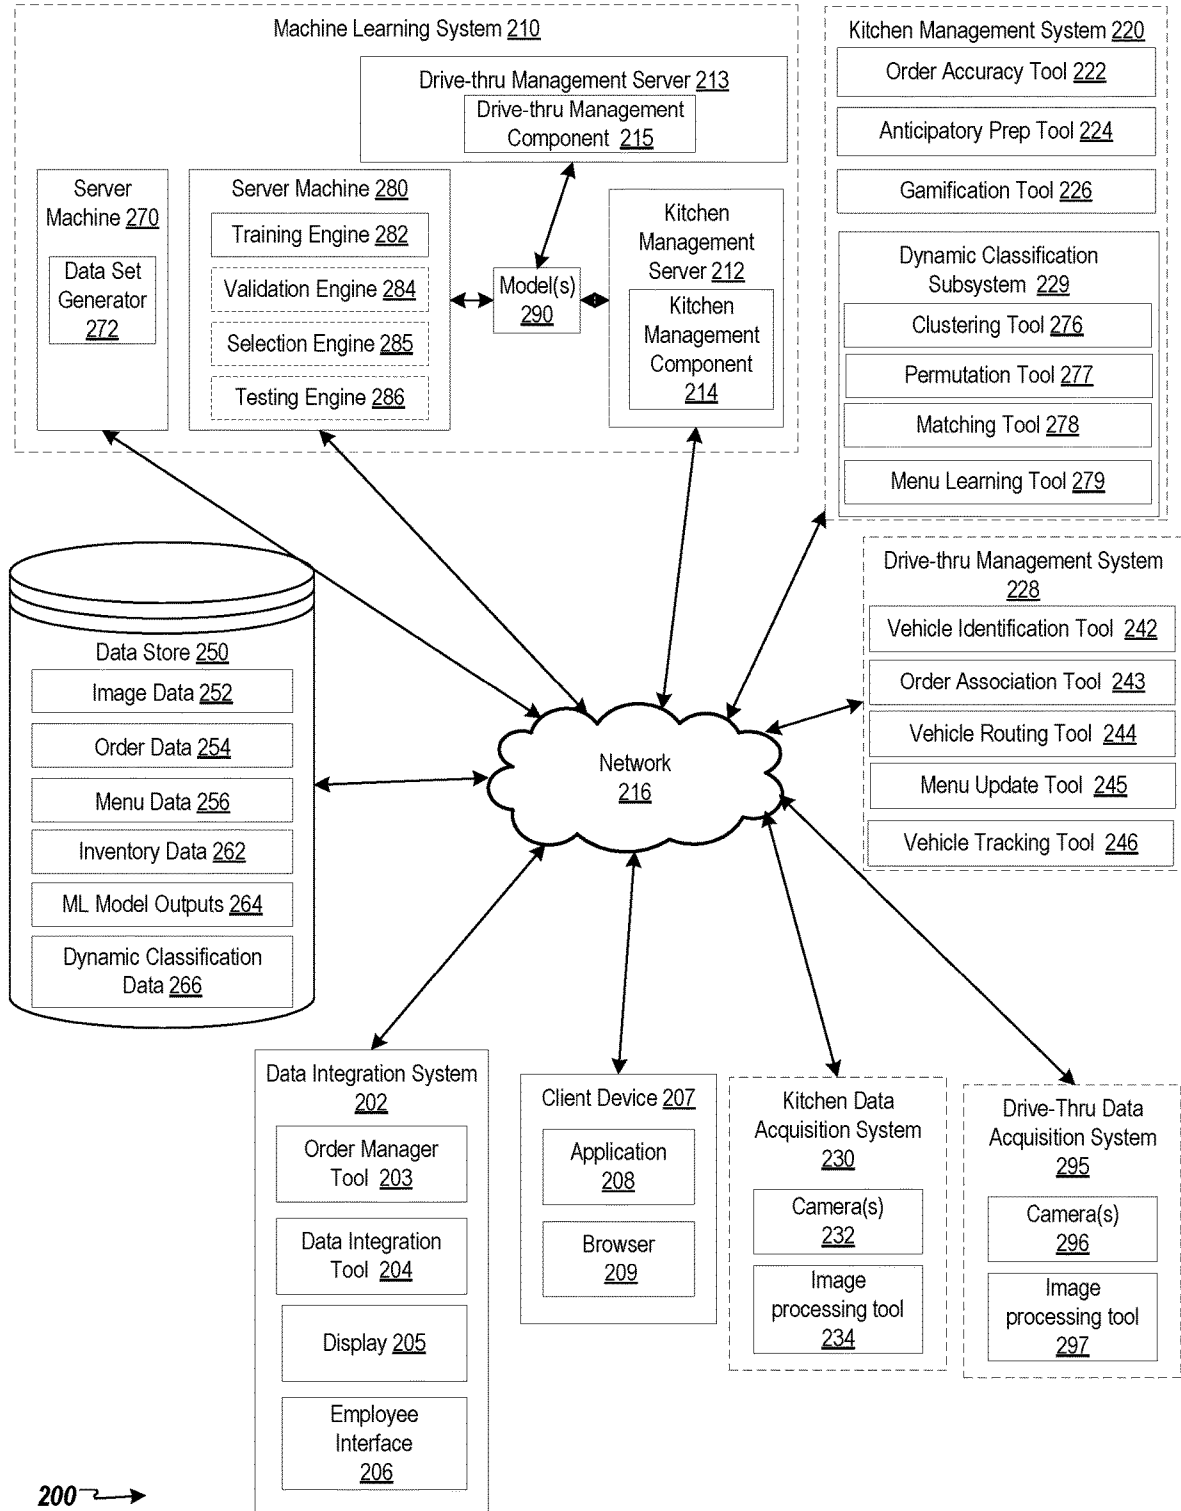 Machine Learning System 210
Drive-thru Management Server 213
Drive-thru Management
Component 215
Server
Machine 270
Data Set
Generator
272
Server Machine 280
Training Engine 282
Validation Engine 284
Selection Engine 285
Testing Engine 286
Model(s)
290
Kitchen
Management
Server 212
Kitchen
Management
Component
214
Kitchen Management System 220
Order Accuracy Tool 222
Anticipatory Prep Tool 224
Gamification Tool 226
Dynamic Classification
Subsystem 229
Clustering Tool 276
Permutation Tool 277
Matching Tool 278
Menu Learning Tool 279
Drive-thru Management System
228
Vehicle Identification Tool 242
Order Association Tool 243
Vehicle Routing Tool 244
Menu Update Tool 245
Vehicle Tracking Tool 246
Data Store 250
Image Data 252
Order Data 254
Menu Data 256
Inventory Data 262
ML Model Outputs 264
Dynamic Classification
Data 266
Network
216
Data Integration System
202
Order Manager
Tool 203
Data Integration
Tool 204
Display 205
Employee
Interface
206
Client Device 207
Application
208
Browser
209
Kitchen Data
Acquisition System
230
Camera(s)
232
Image
processing tool
234
Drive-Thru Data
Acquisition System
295
Camera(s)
296
Image
processing tool
297
200